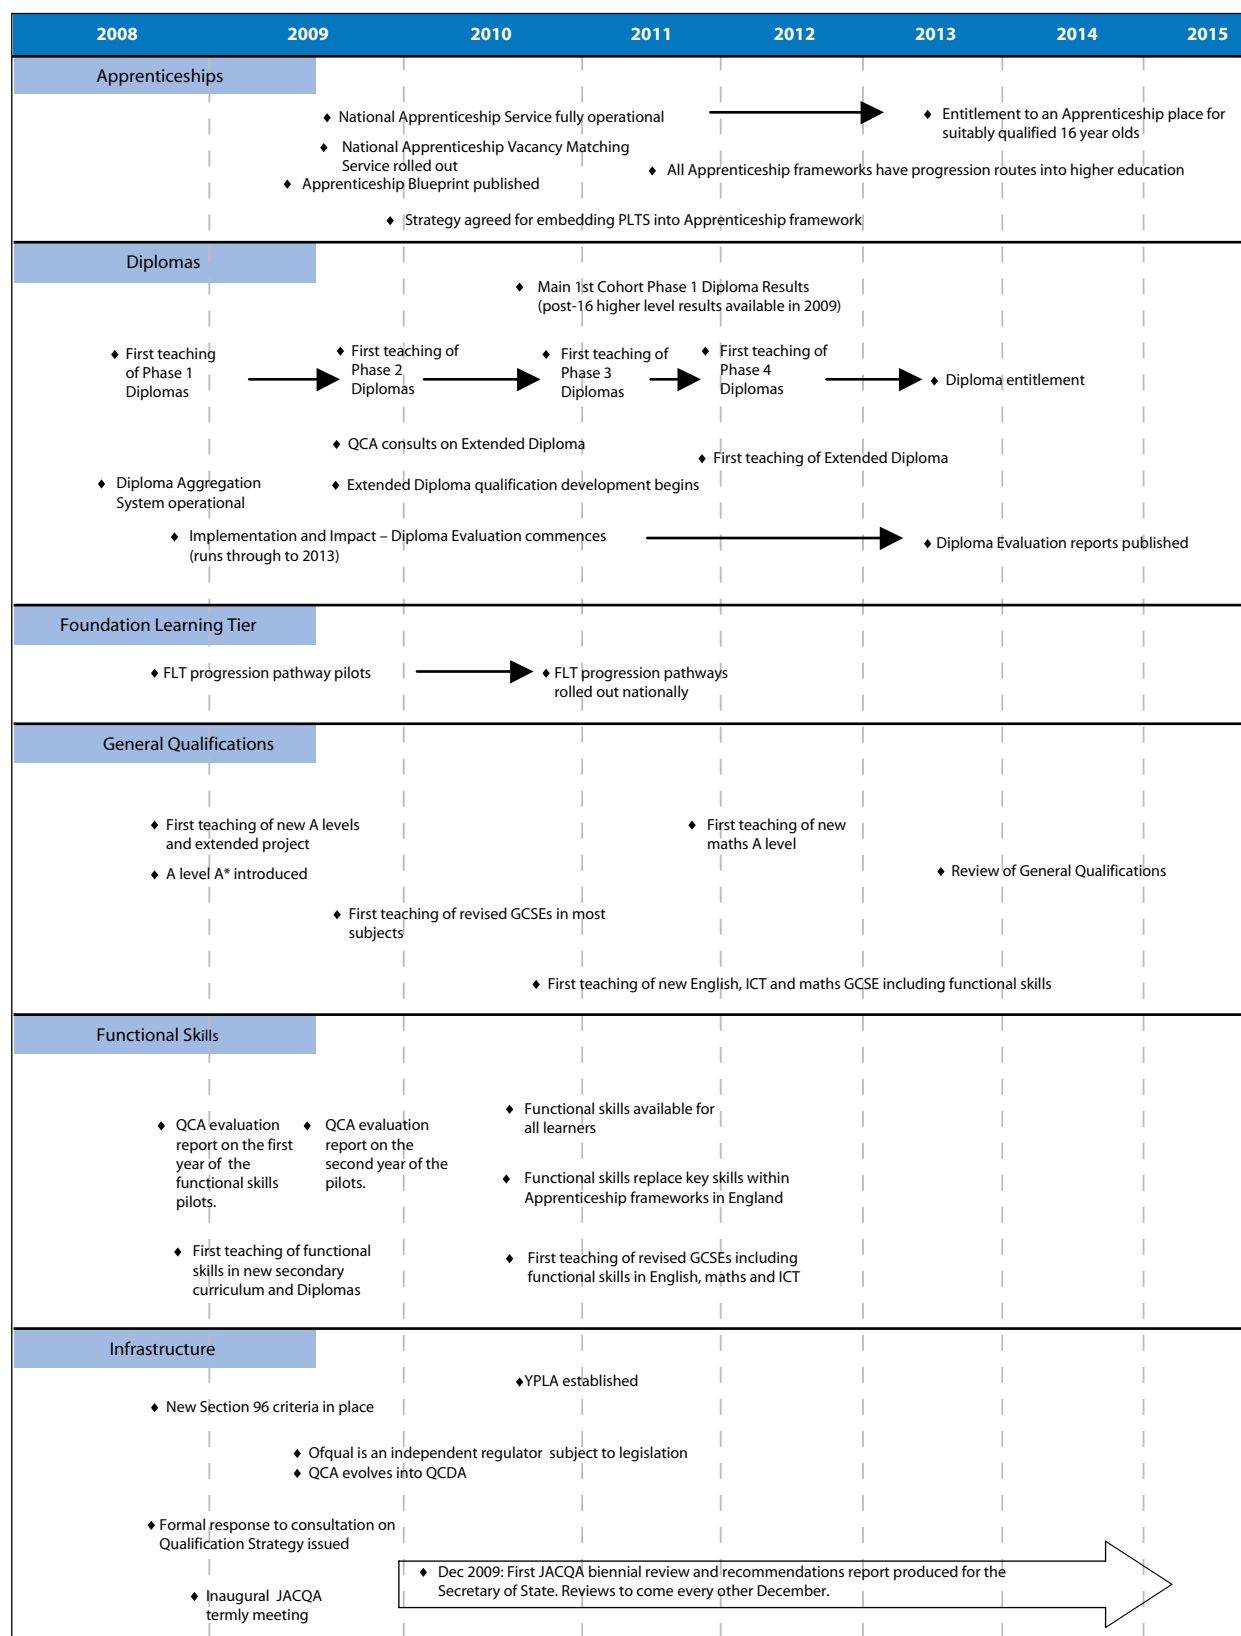 2008 2009 2010 2011 2012 2013 2014 2015
Apprenticeships
♦ National Apprenticeship Service fully operational
♦ Entitlement to an Apprenticeship place for
suitably qualified 16 year olds
♦ National Apprenticeship Vacancy Matching
Service rolled out
♦ All Apprenticeship frameworks have progression routes into higher education
♦ Apprenticeship Blueprint published
♦ Strategy agreed for embedding PLTS into Apprenticeship framework
Diplomas
♦ Main 1st Cohort Phase 1 Diploma Results
(post-16 higher level results available in 2009)
♦ First teaching
of Phase 1
Diplomas
♦ First teaching of
Phase 2
Diplomas
♦ First teaching of
Phase 3
Diplomas
♦ First teaching of
Phase 4
Diplomas
♦ Diploma entitlement
♦ QCA consults on Extended Diploma
♦ First teaching of Extended Diploma
♦ Diploma Aggregation
System operational
♦ Extended Diploma qualification development begins
♦ Implementation and Impact – Diploma Evaluation commences
(runs through to 2013)
♦ Diploma Evaluation reports published
Foundation Learning Tier
♦ FLT progression pathway pilots
♦ FLT progression pathways
rolled out nationally
General Qualifications
♦ First teaching of new A levels
and extended project
♦ First teaching of new
maths A level
♦ A level A* introduced
♦ Review of General Qualifications
♦ First teaching of revised GCSEs in most
subjects
♦ First teaching of new English, ICT and maths GCSE including functional skills
Functional Skills
♦ QCA evaluation
report on the first
year of the
functional skills
pilots.
♦ QCA evaluation
report on the
second year of the
pilots.
♦ Functional skills available for
all learners
♦ Functional skills replace key skills within
Apprenticeship frameworks in England
♦ First teaching of functional
skills in new secondary
curriculum and Diplomas
♦ First teaching of revised GCSEs including
functional skills in English, maths and ICT
Infrastructure
♦YPLA established
♦ New Section 96 criteria in place
♦ Ofqual is an independent regulator subject to legislation
♦ QCA evolves into QCDA
♦ Formal response to consultation on
Qualification Strategy issued
♦ Dec 2009: First JACQA biennial review and recommendations report produced for the
Secretary of State. Reviews to come every other December.
♦ Inaugural JACQA
termly meeting